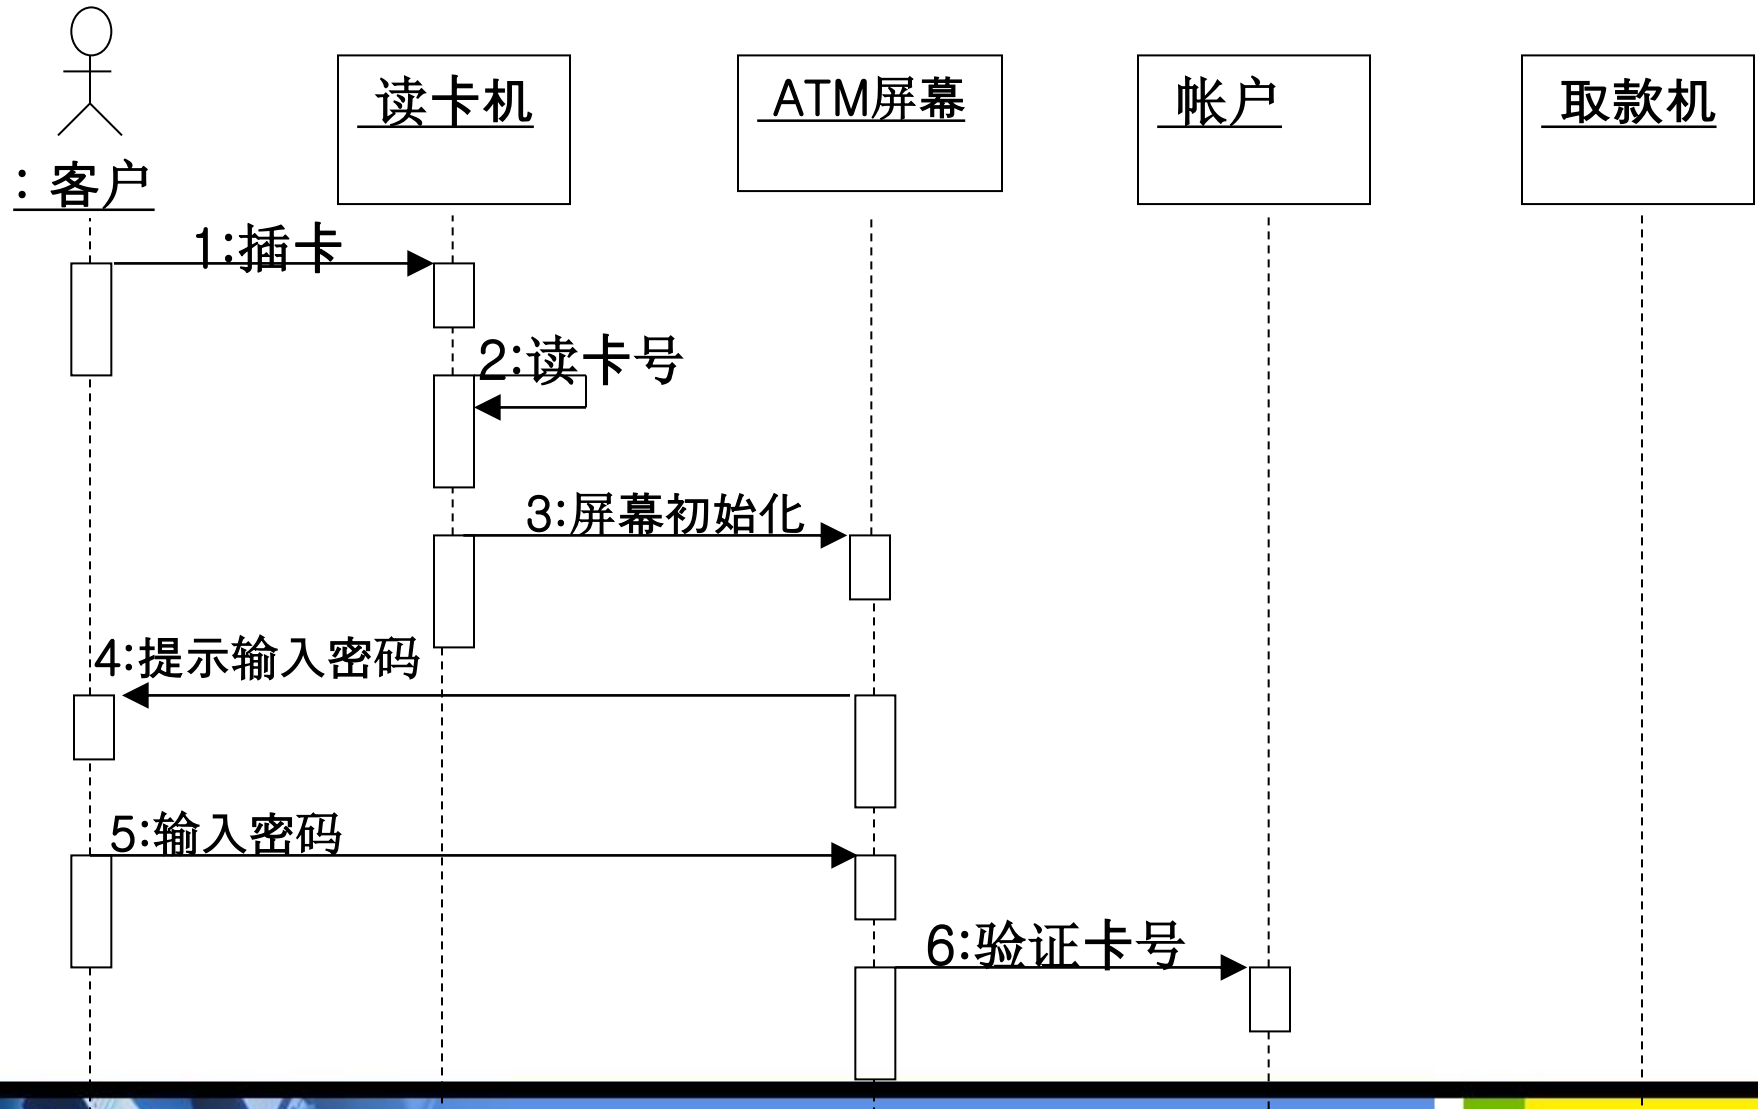 读卡机
ATM屏幕
帐户
取款机
: 客户
1:插卡
2:读卡号
3:屏幕初始化
4:提示输入密码
5:输入密码
6:验证卡号